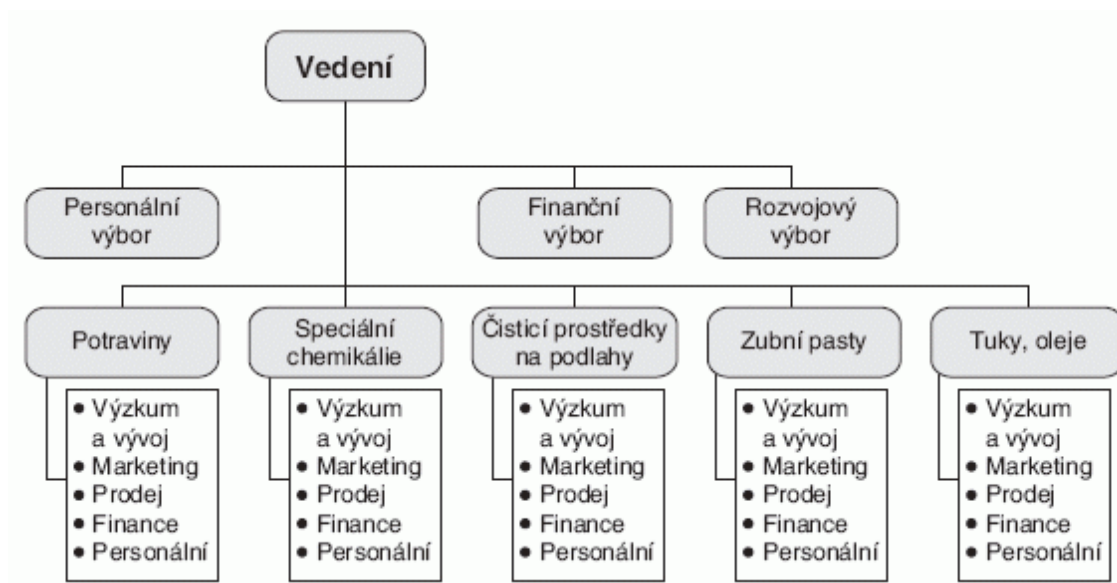 Vedení
Personální
výbor
Finanční
výbor
Rozvojový
výbor
Potraviny
Speciální
chemikálie
Čisticí prostředky
na podlahy
Zubní pasty
Tuky, oleje
• Výzkum
a vývoj
• Marketing
• Prodej
• Finance
• Personální
• Výzkum
a vývoj
• Marketing
• Prodej
• Finance
• Personální
• Výzkum
a vývoj
• Marketing
• Prodej
• Finance
• Personální
• Výzkum
a vývoj
• Marketing
• Prodej
• Finance
• Personální
• Výzkum
a vývoj
• Marketing
• Prodej
• Finance
• Personální